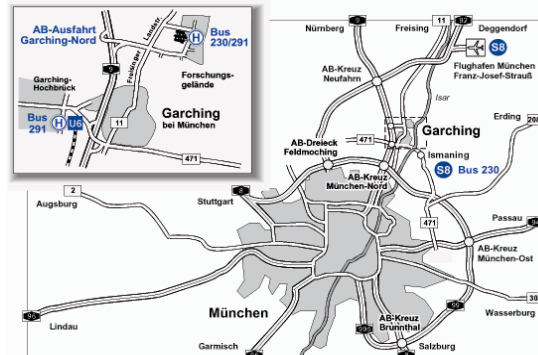 AB-Ausfahrt
Garching-Nord
Landstr.
Freisinger
H
Bus
230/291
9
Forschungs-
gelände
Garching-
Hochbrück
Garching
bei München
Bus
291
H
U6
11
471
Nürnberg
9
Freising
11
92
Deggendorf
S8
Flughafen München
Franz-Josef-Strauß
AB-Kreuz
Neufahrn
Isar
Erding
Garching
471
AB-Dreieck
Feldmoching
Ismaning
S8
Bus 230
AB-Kreuz
München-Nord
2
Augsburg
8
Stuttgart
471
Passau
AB-Kreuz
München-Ost
96
Lindau
München
99
Wasserburg
AB-Kreuz
Brunnthal
Garmisch
Salzburg